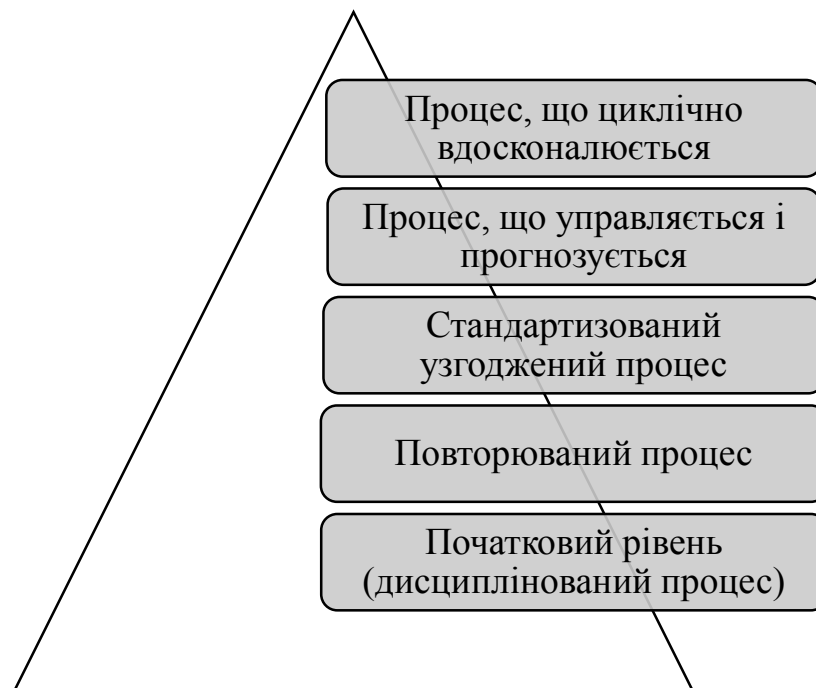 Процес, що циклічно
вдосконалюється
Процес, що управляється і
прогнозується
Стандартизований
узгоджений процес
Повторюваний процес
Початковий рівень
(дисциплінований процес)